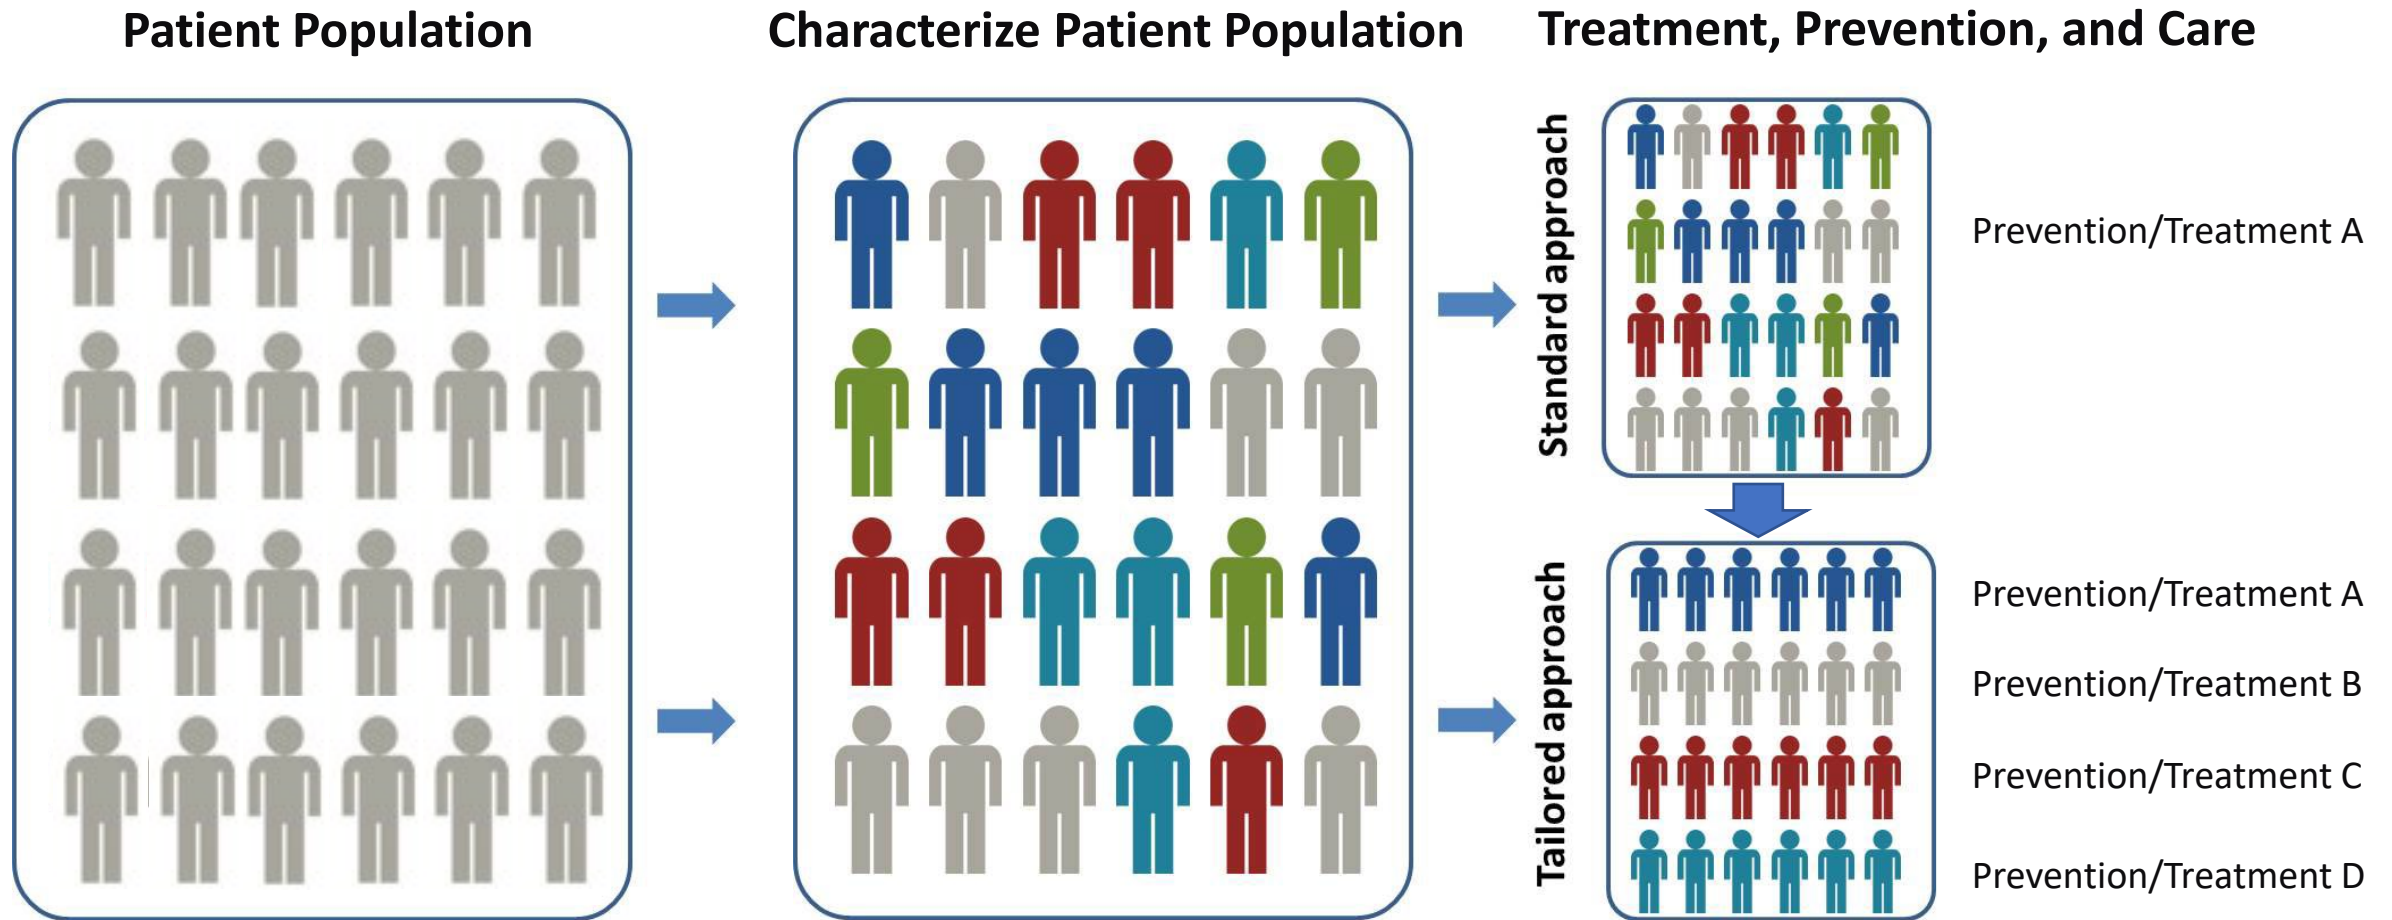 Patient Population
Characterize Patient Population
Treatment, Prevention, and Care
Standard approach
Prevention/Treatment A
Tailored approach
Prevention/Treatment A
Prevention/Treatment B
Prevention/Treatment C
Prevention/Treatment D